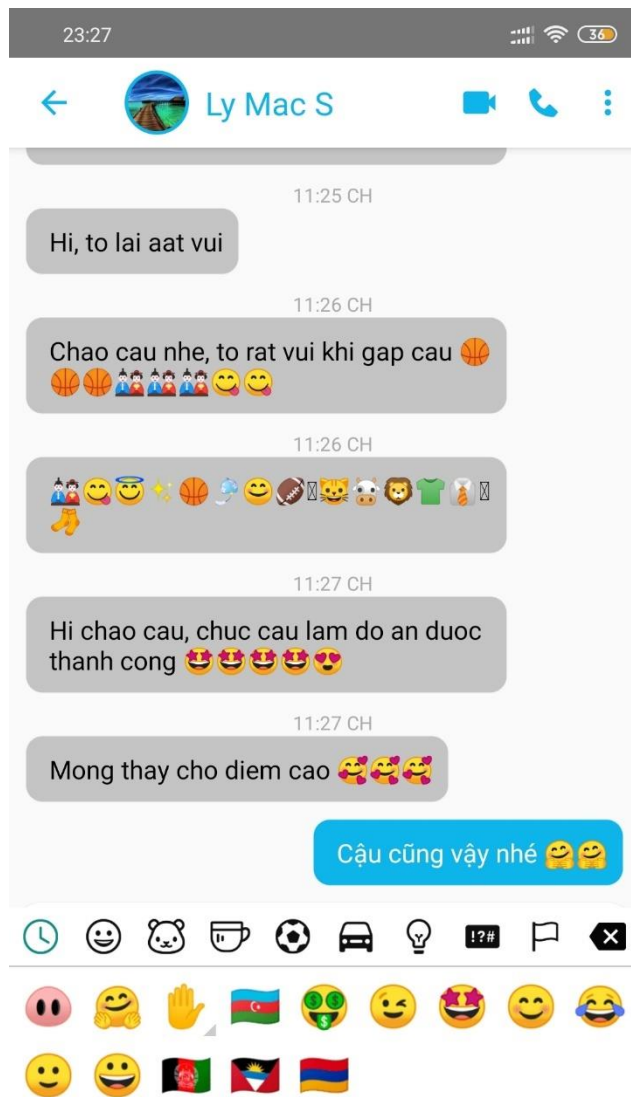 23:27
36
Ly Mac S
11:25 CH
Hi, to lai aat vui
11:26 CH
Chao cau nhe, to rat vui khi gap cau 🏀
🏀🏀🎎🎎🎎😋😋
11:26 CH
🎎😋😇✨🏀🎐😊🏈😺🐮🦁👕👔
🧦
11:27 CH
Hi chao cau, chuc cau lam do an duoc
thanh cong 🤩🤩🤩🤩😍
11:27 CH
Mong thay cho diem cao 🥰🥰🥰
Cậu cũng vậy nhé 🤗🤗
!?#